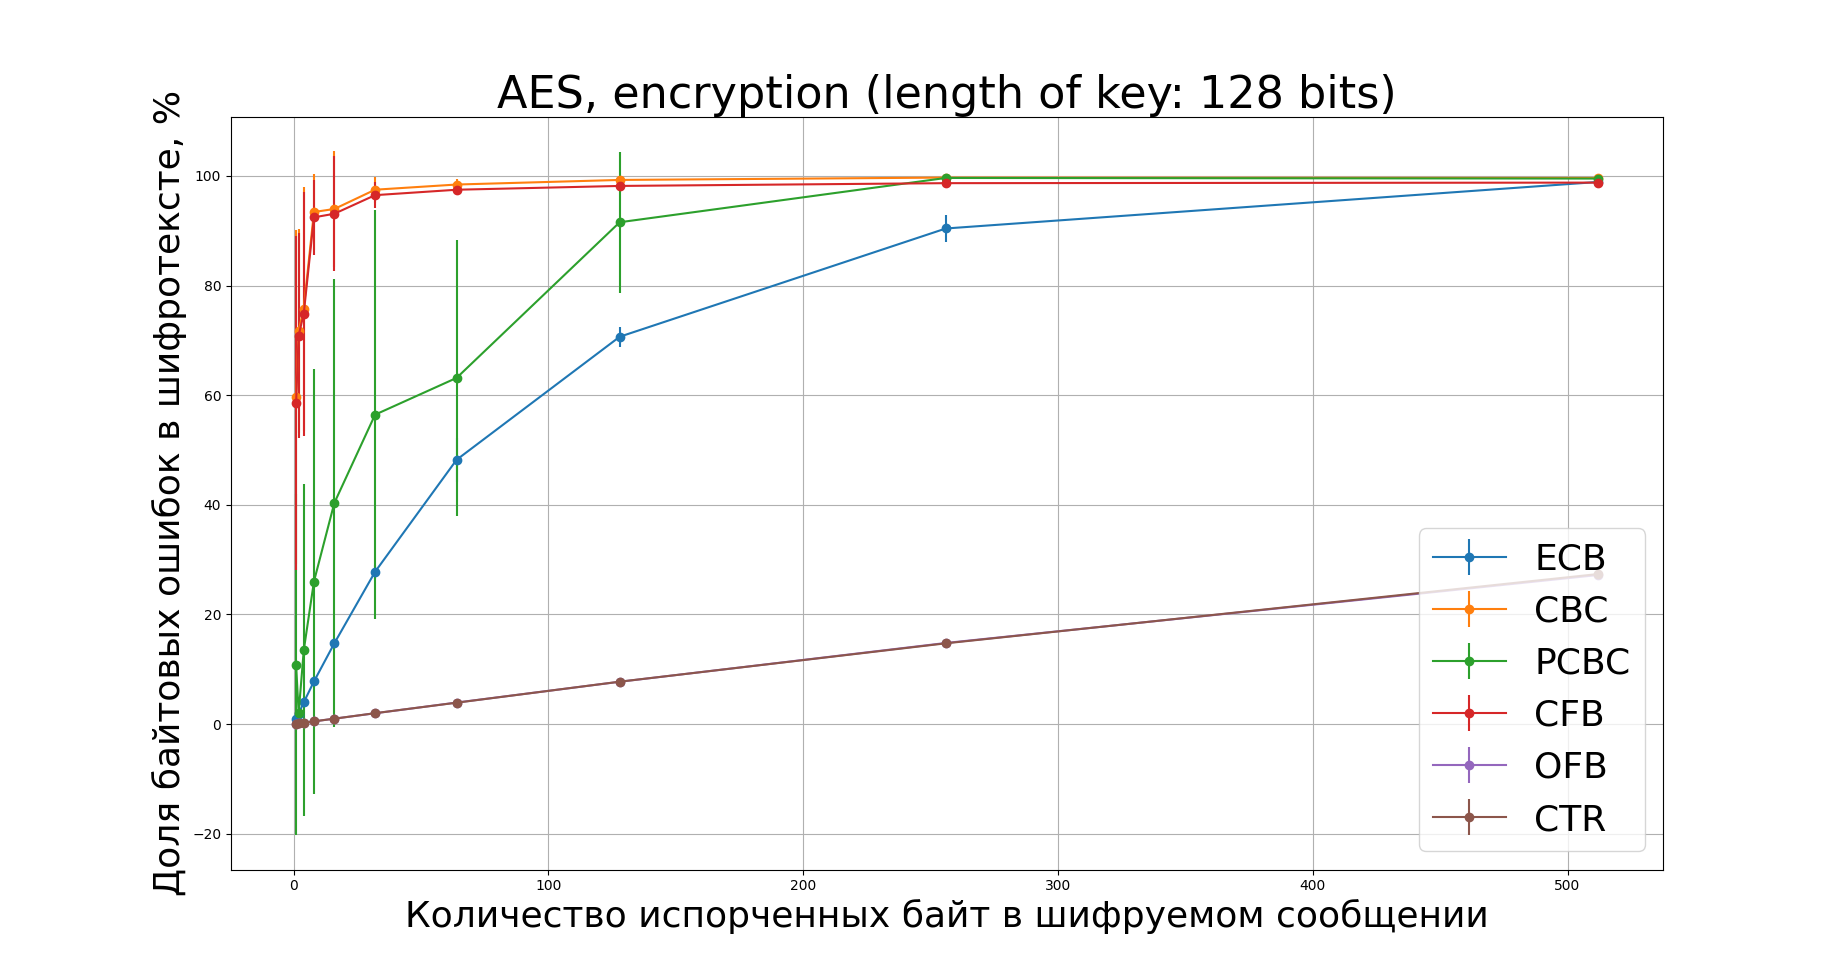 AES, encryption (length of key: 128 bits)
Доля байтовых ошибок в шифротексте, %
100
80
60
40
20
0
−20
0 100 200 300 400 500
Количество испорченных байт в шифруемом сообщении
ECB
CBC
PCBC
CFB
OFB
CTR